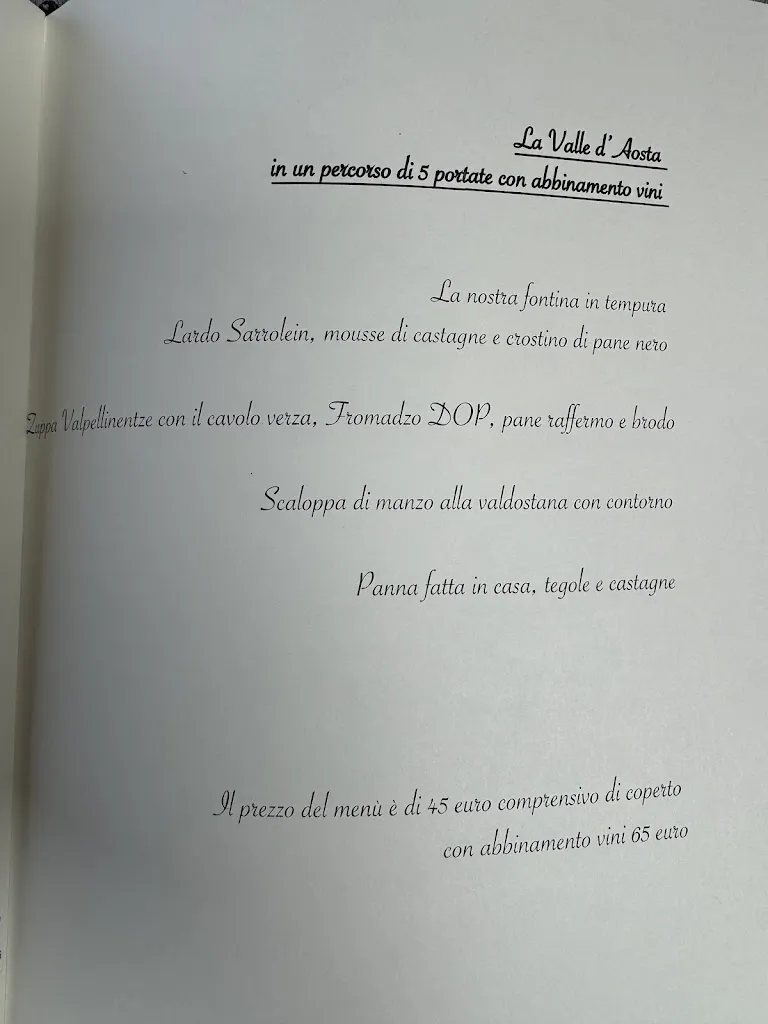 La Valle d'Aosta
in un percorso di 5 portate con abbinamento vini
La nostra fontina in tempura
Lardo Sarrolein, mousse di castagne e crostino di pane nero
Zuppa Valpellinentze con il cavolo verza, Fromadzo DOP, pane raffermo e brodo
Scaloppa di manzo alla valdostana con contorno
Panna fatta in casa, tegole e castagne
Il prezzo del menù è di 45 euro comprensivo di coperto
con abbinamento vini 65 euro